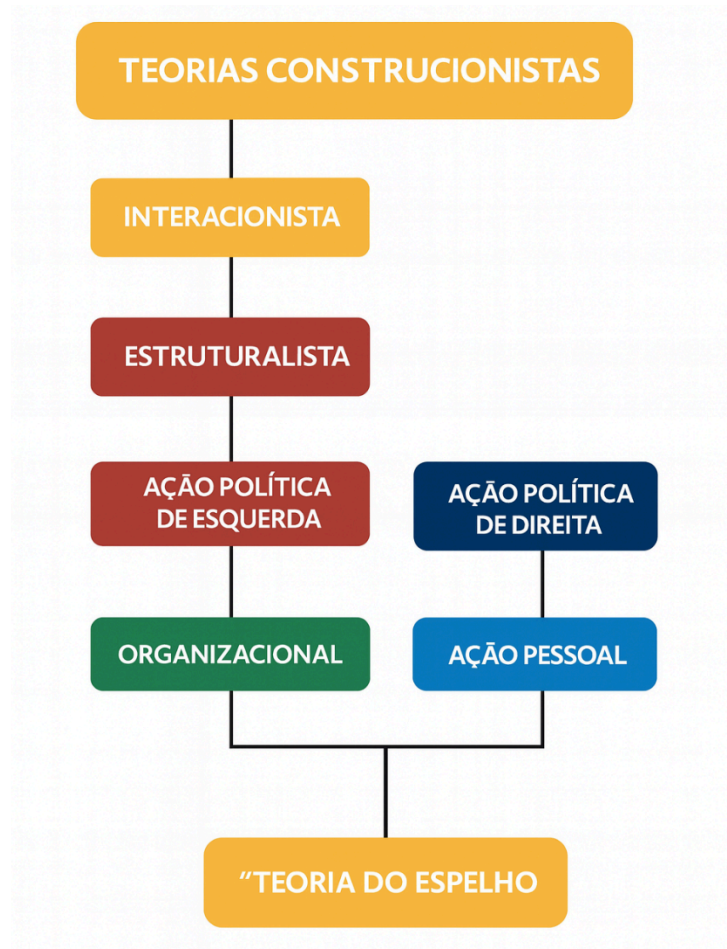 TEORIAS CONSTRUCIONISTAS
INTERACIONISTA
ESTRUTURALISTA
AÇÃO POLÍTICA
DE ESQUERDA
AÇÃO POLÍTICA
DE DIREITA
ORGANIZACIONAL
AÇÃO PESSOAL
“TEORIA DO ESPELHO